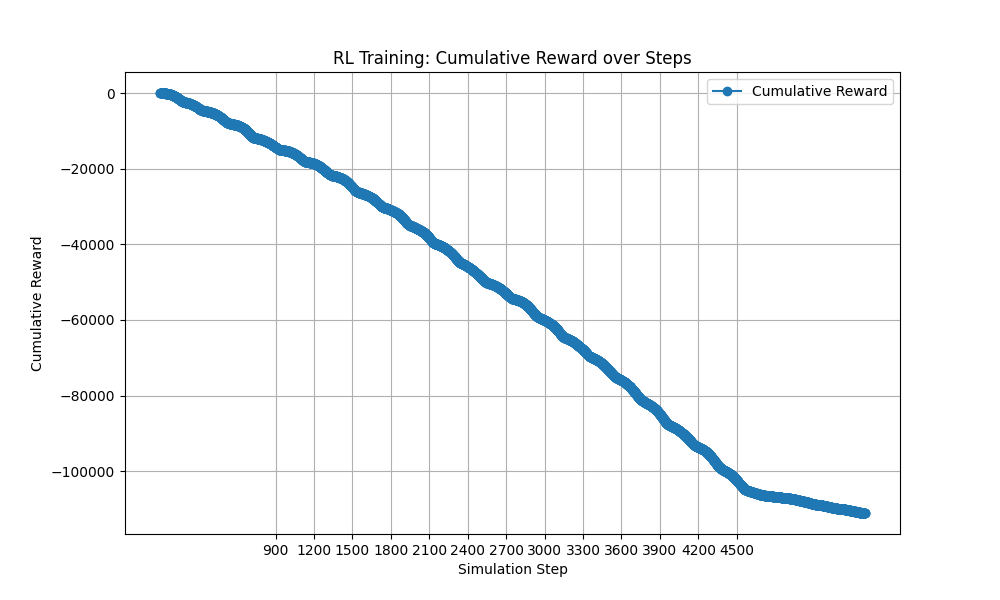 RL Training: Cumulative Reward over Steps
Cumulative Reward
0
−20000
−40000
−60000
−80000
−100000
Cumulative Reward
900 1200 1500 1800 2100 2400 2700 3000 3300 3600 3900 4200 4500
Simulation Step